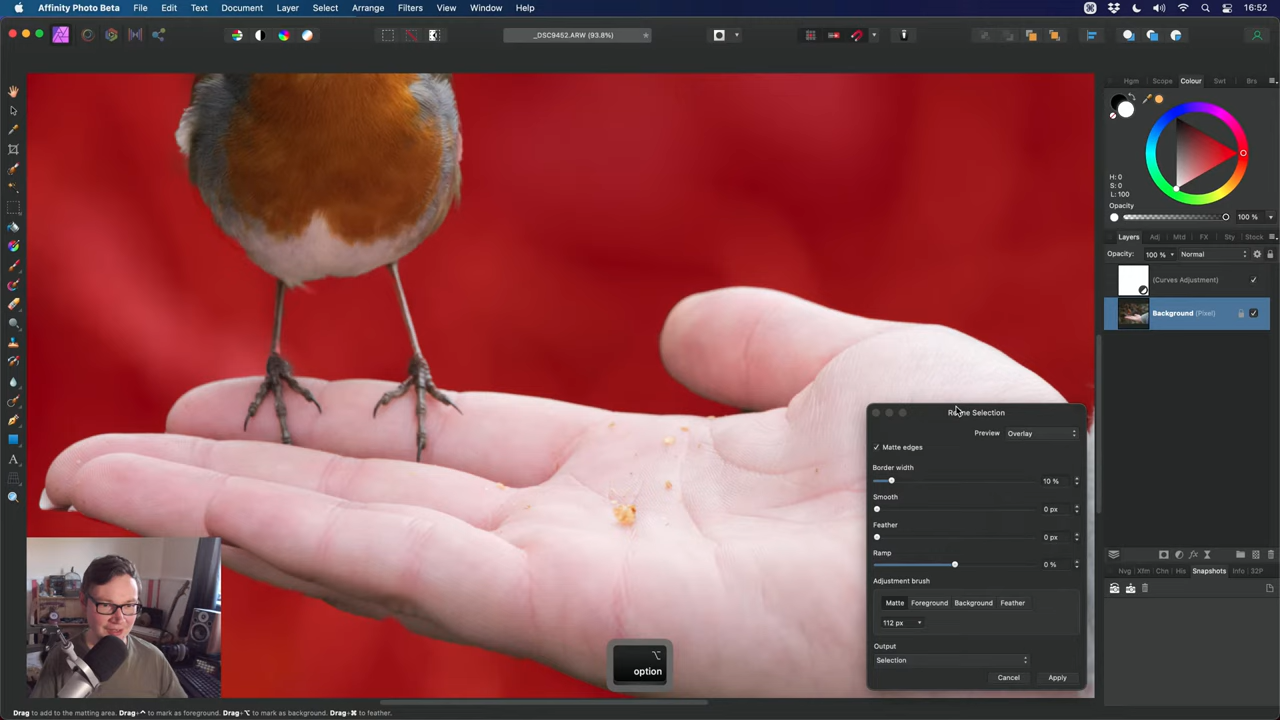 Affinity Photo Beta File Edit Text Document Layer Select Arrange Filters View Window Help 16:52
_DSC9452.ARW (93.8%)
Hgm Scope Colour Swt Brs
H: 0
S: 0
L: 100
Opacity
100 %
Layers Adj Mtd FX Sty Stock
Opacity: 100 % Normal
(Curves Adjustment)
Background (Pixel)
Refine Selection
Preview Overlay
Matte edges
Border width
10 %
Smooth
0 px
Feather
0 px
Ramp
0 %
Adjustment brush
Matte Foreground Background Feather
112 px
Output
Selection
Cancel Apply
Nvg Xfm Chn His Snapshots Info 32P
option
Drag to add to the matting area. Drag+⌃ to mark as foreground. Drag+⌥ to mark as background. Drag+⌘ to feather.